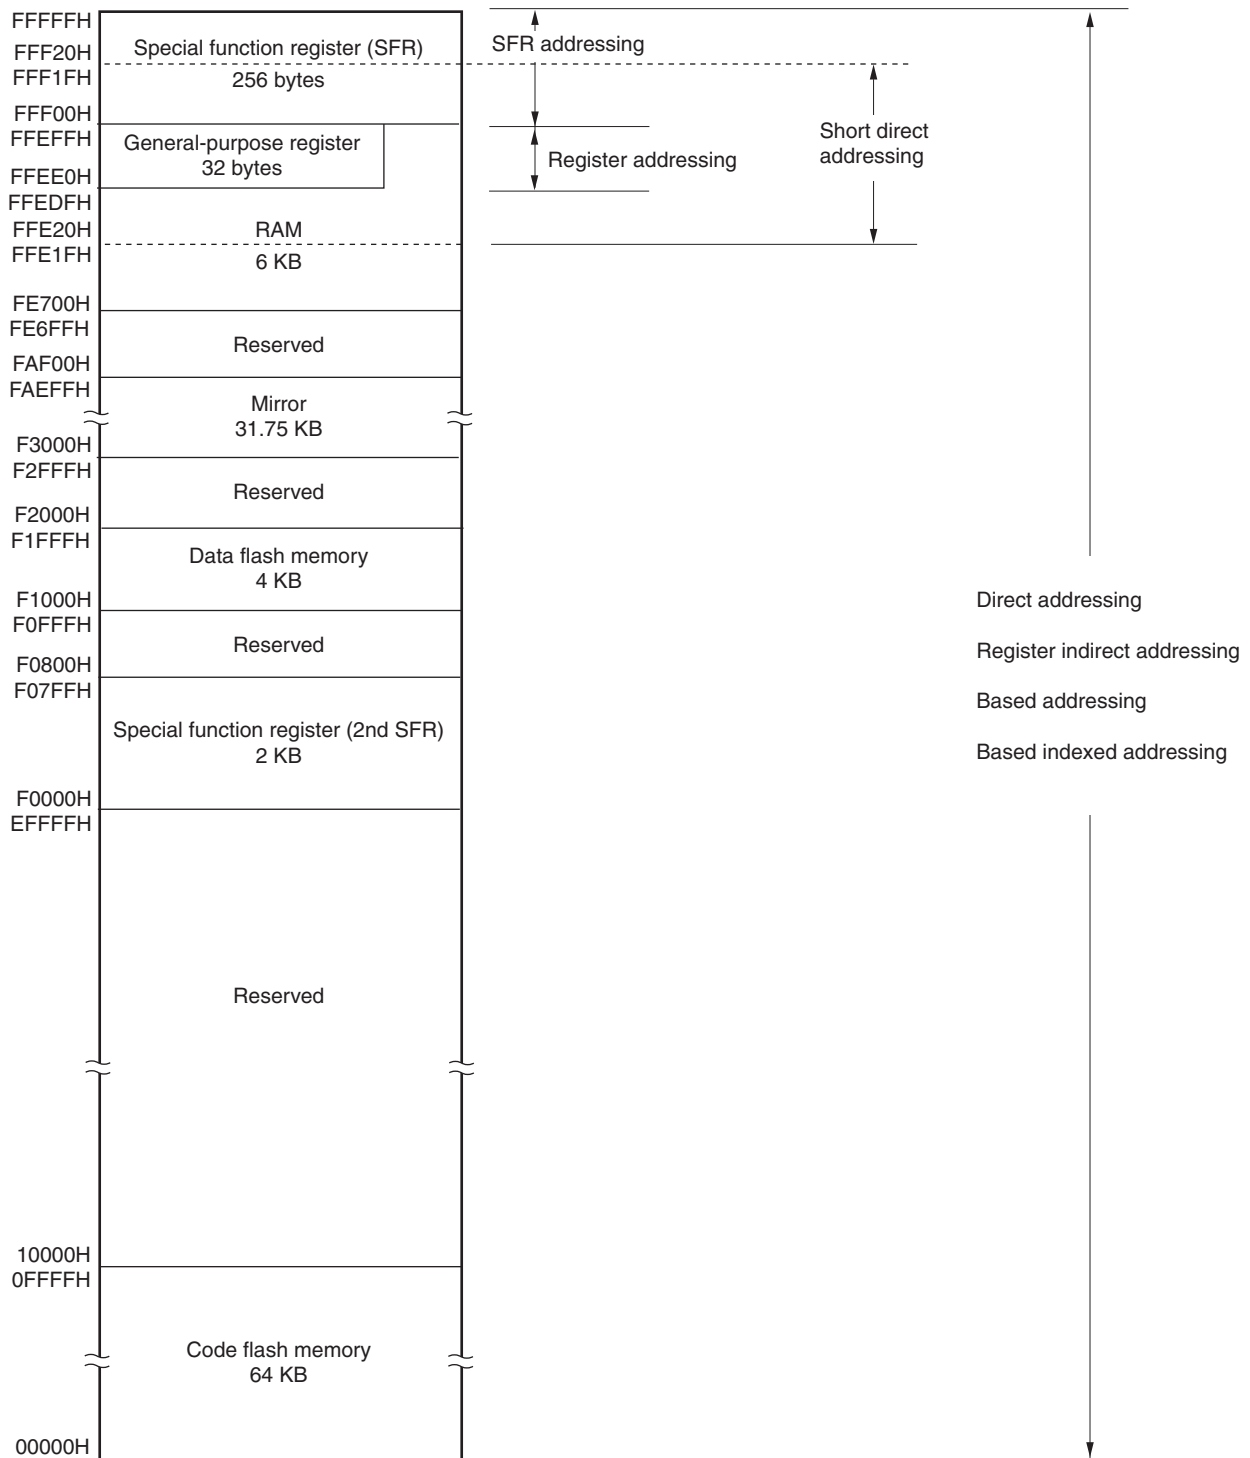 FFFFFH
FFF20H
FFF1FH
FFF00H
FFEFFH
FFEE0H
FFEDFH
FFE20H
FFE1FH
FE700H
FE6FFH
FAF00H
FAEFFH
F3000H
F2FFFH
F2000H
F1FFFH
F1000H
F0FFFH
F0800H
F07FFH
F0000H
EFFFFH
10000H
0FFFFH
00000H
Special function register (SFR)
256 bytes
General-purpose register
32 bytes
RAM
6 KB
Reserved
Mirror
31.75 KB
Reserved
Data flash memory
4 KB
Reserved
Special function register (2nd SFR)
2 KB
Reserved
Code flash memory
64 KB
SFR addressing
Register addressing
Short direct
addressing
Direct addressing
Register indirect addressing
Based addressing
Based indexed addressing